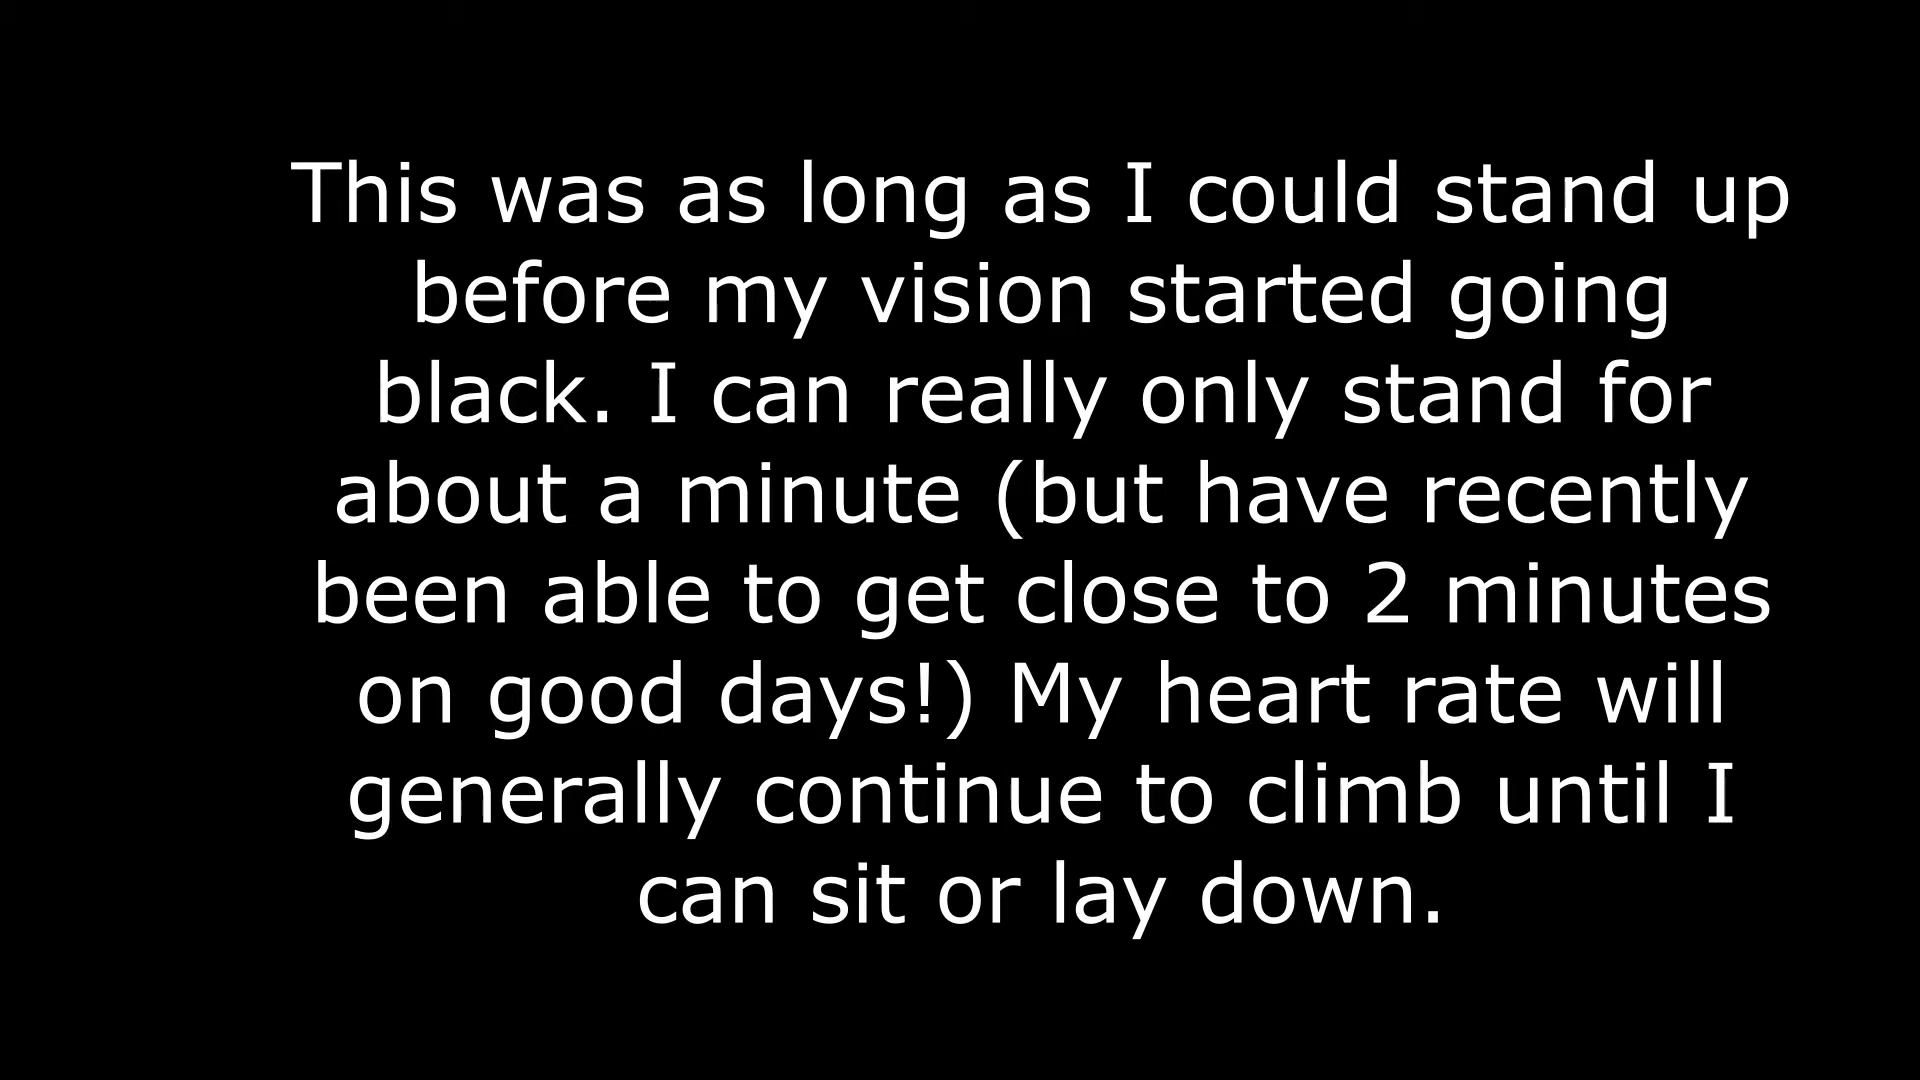 This was as long as I could stand up
before my vision started going
black. I can really only stand for
about a minute (but have recently
been able to get close to 2 minutes
on good days!) My heart rate will
generally continue to climb until I
can sit or lay down.